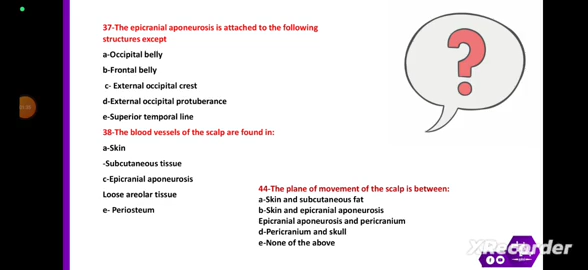 37-The epicranial aponeurosis is attached to the following
structures except
a-Occipital belly
b-Frontal belly
c- External occipital crest
d-External occipital protuberance
e-Superior temporal line
38-The blood vessels of the scalp are found in:
a-Skin
-Subcutaneous tissue
c-Epicranial aponeurosis
Loose areolar tissue
e- Periosteum
?
44-The plane of movement of the scalp is between:
a-Skin and subcutaneous fat
b-Skin and epicranial aponeurosis
Epicranial aponeurosis and pericranium
d-Pericranium and skull
e-None of the above
XRecorder